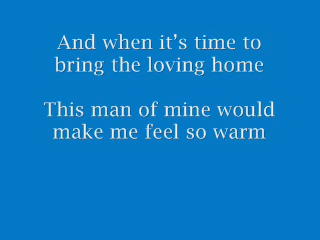 And when it's time to
bring the loving home
This man of mine would
make me feel so warm